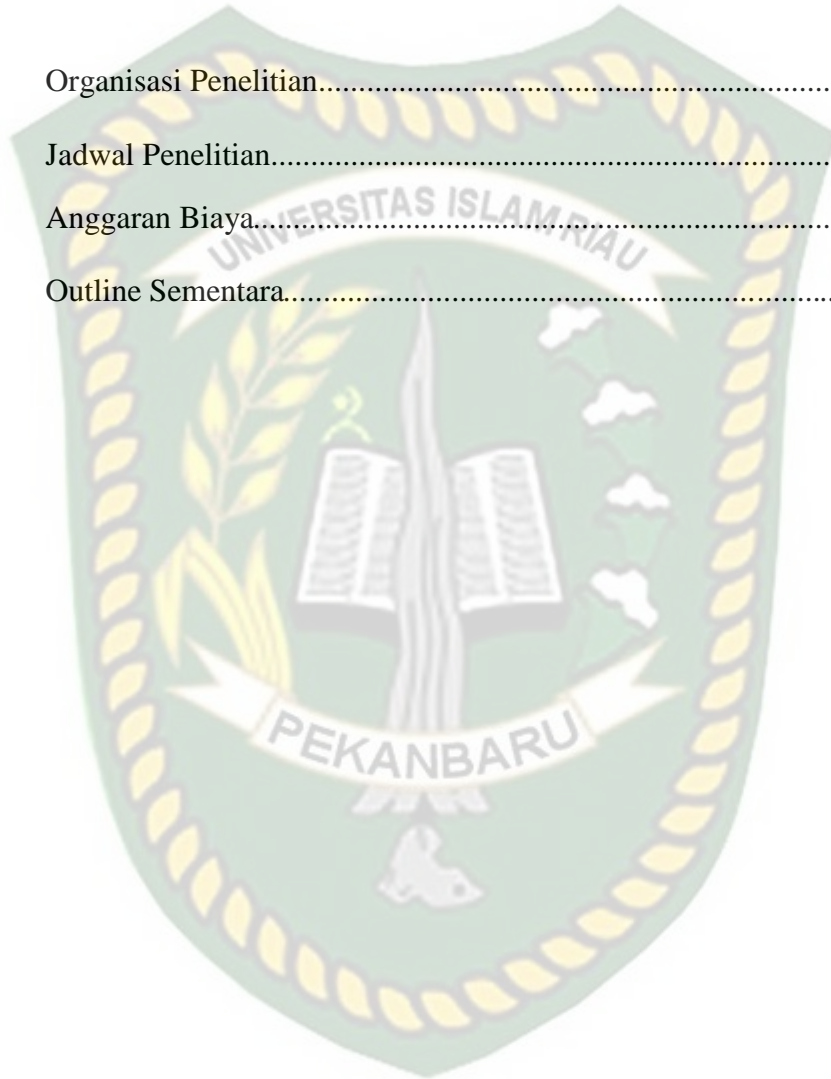 Organisasi Penelitian.................................................................
Jadwal Penelitian.......................................................................
UNIVERSITAS ISLAM RIAU
Anggaran Biaya.........................................................................
Outline Sementara.....................................................................
PEKANBARU